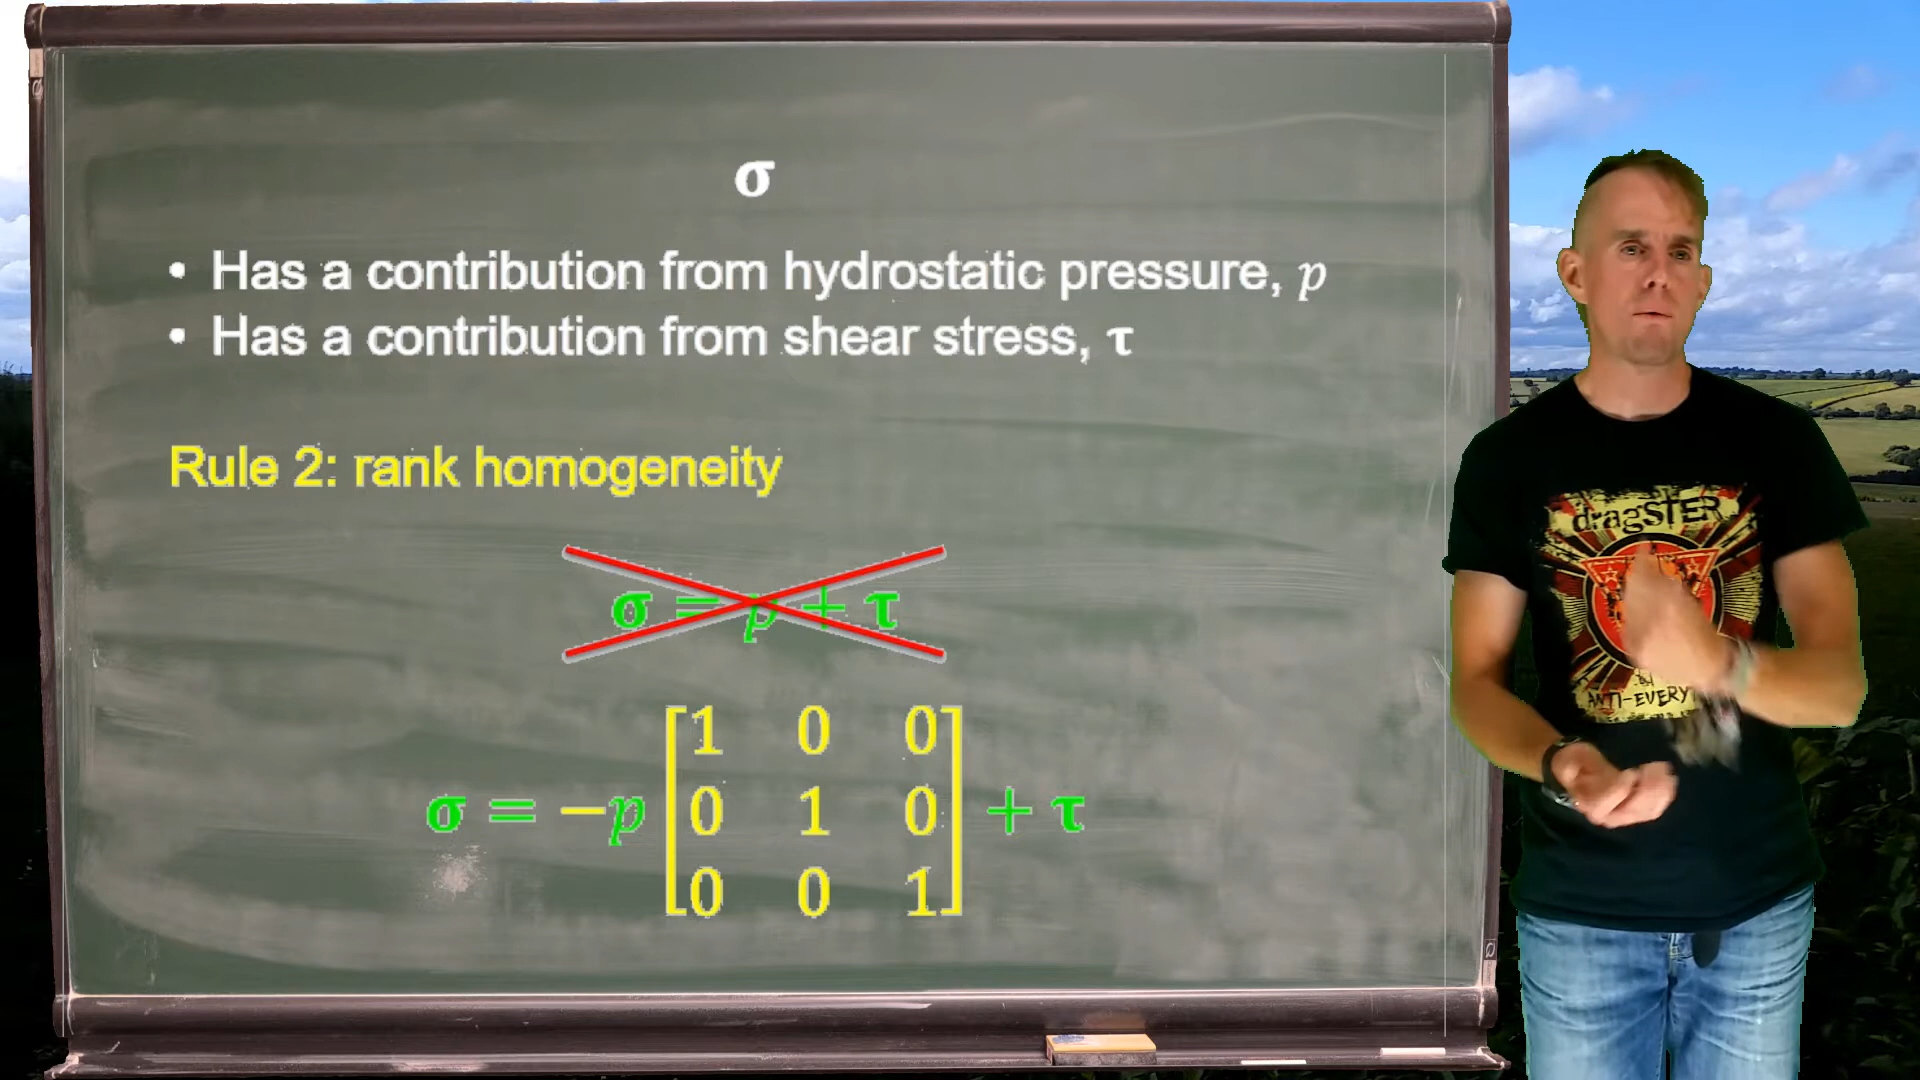 σ
• Has a contribution from hydrostatic pressure, p
• Has a contribution from shear stress, τ
Rule 2: rank homogeneity
σ = p + τ
1 0 0
σ = −p 0 1 0 + τ
0 0 1
dragSTER
ANTI-EVERY